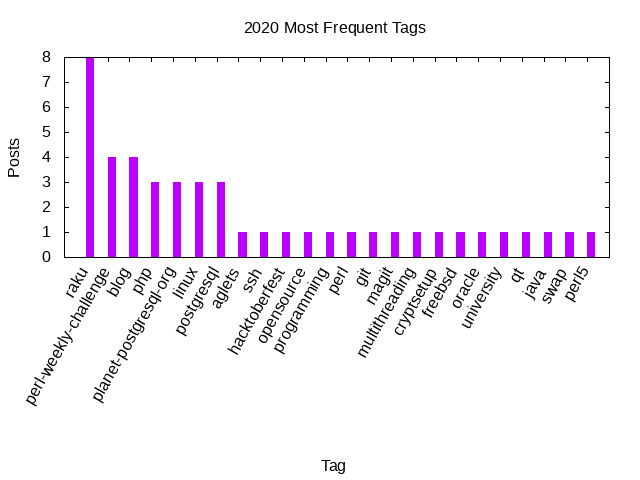 2020 Most Frequent Tags
Posts
8
7
6
5
4
3
2
1
0
raku
perl-weekly-challenge
blog
php
planet-postgresql-org
linux
postgresql
aglets
ssh
hacktoberfest
opensource
programming
perl
git
magit
multithreading
cryptsetup
freebsd
oracle
university
qt
java
swap
perl5
Tag